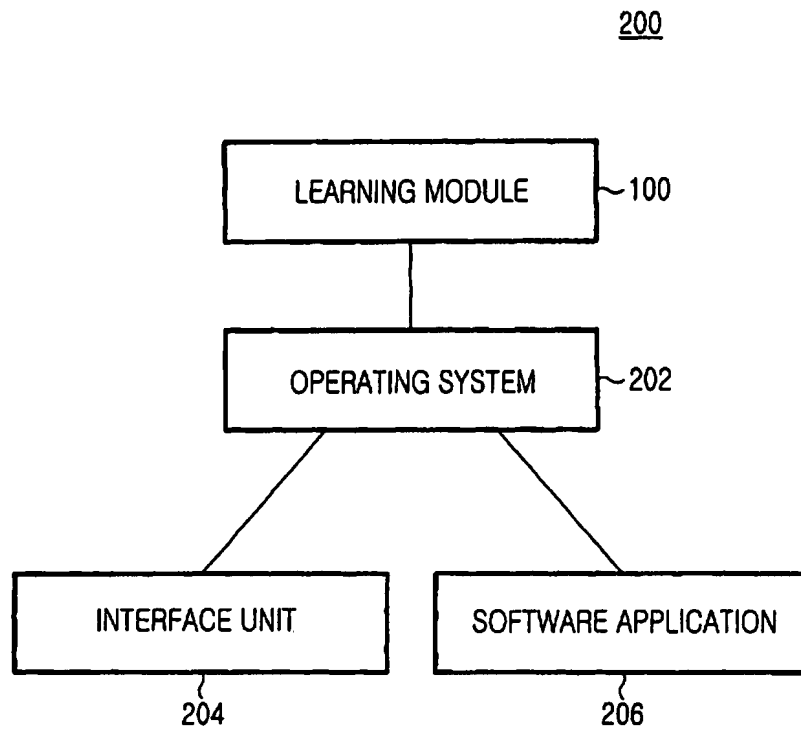 200
LEARNING MODULE
100
OPERATING SYSTEM
202
INTERFACE UNIT
SOFTWARE APPLICATION
204
206